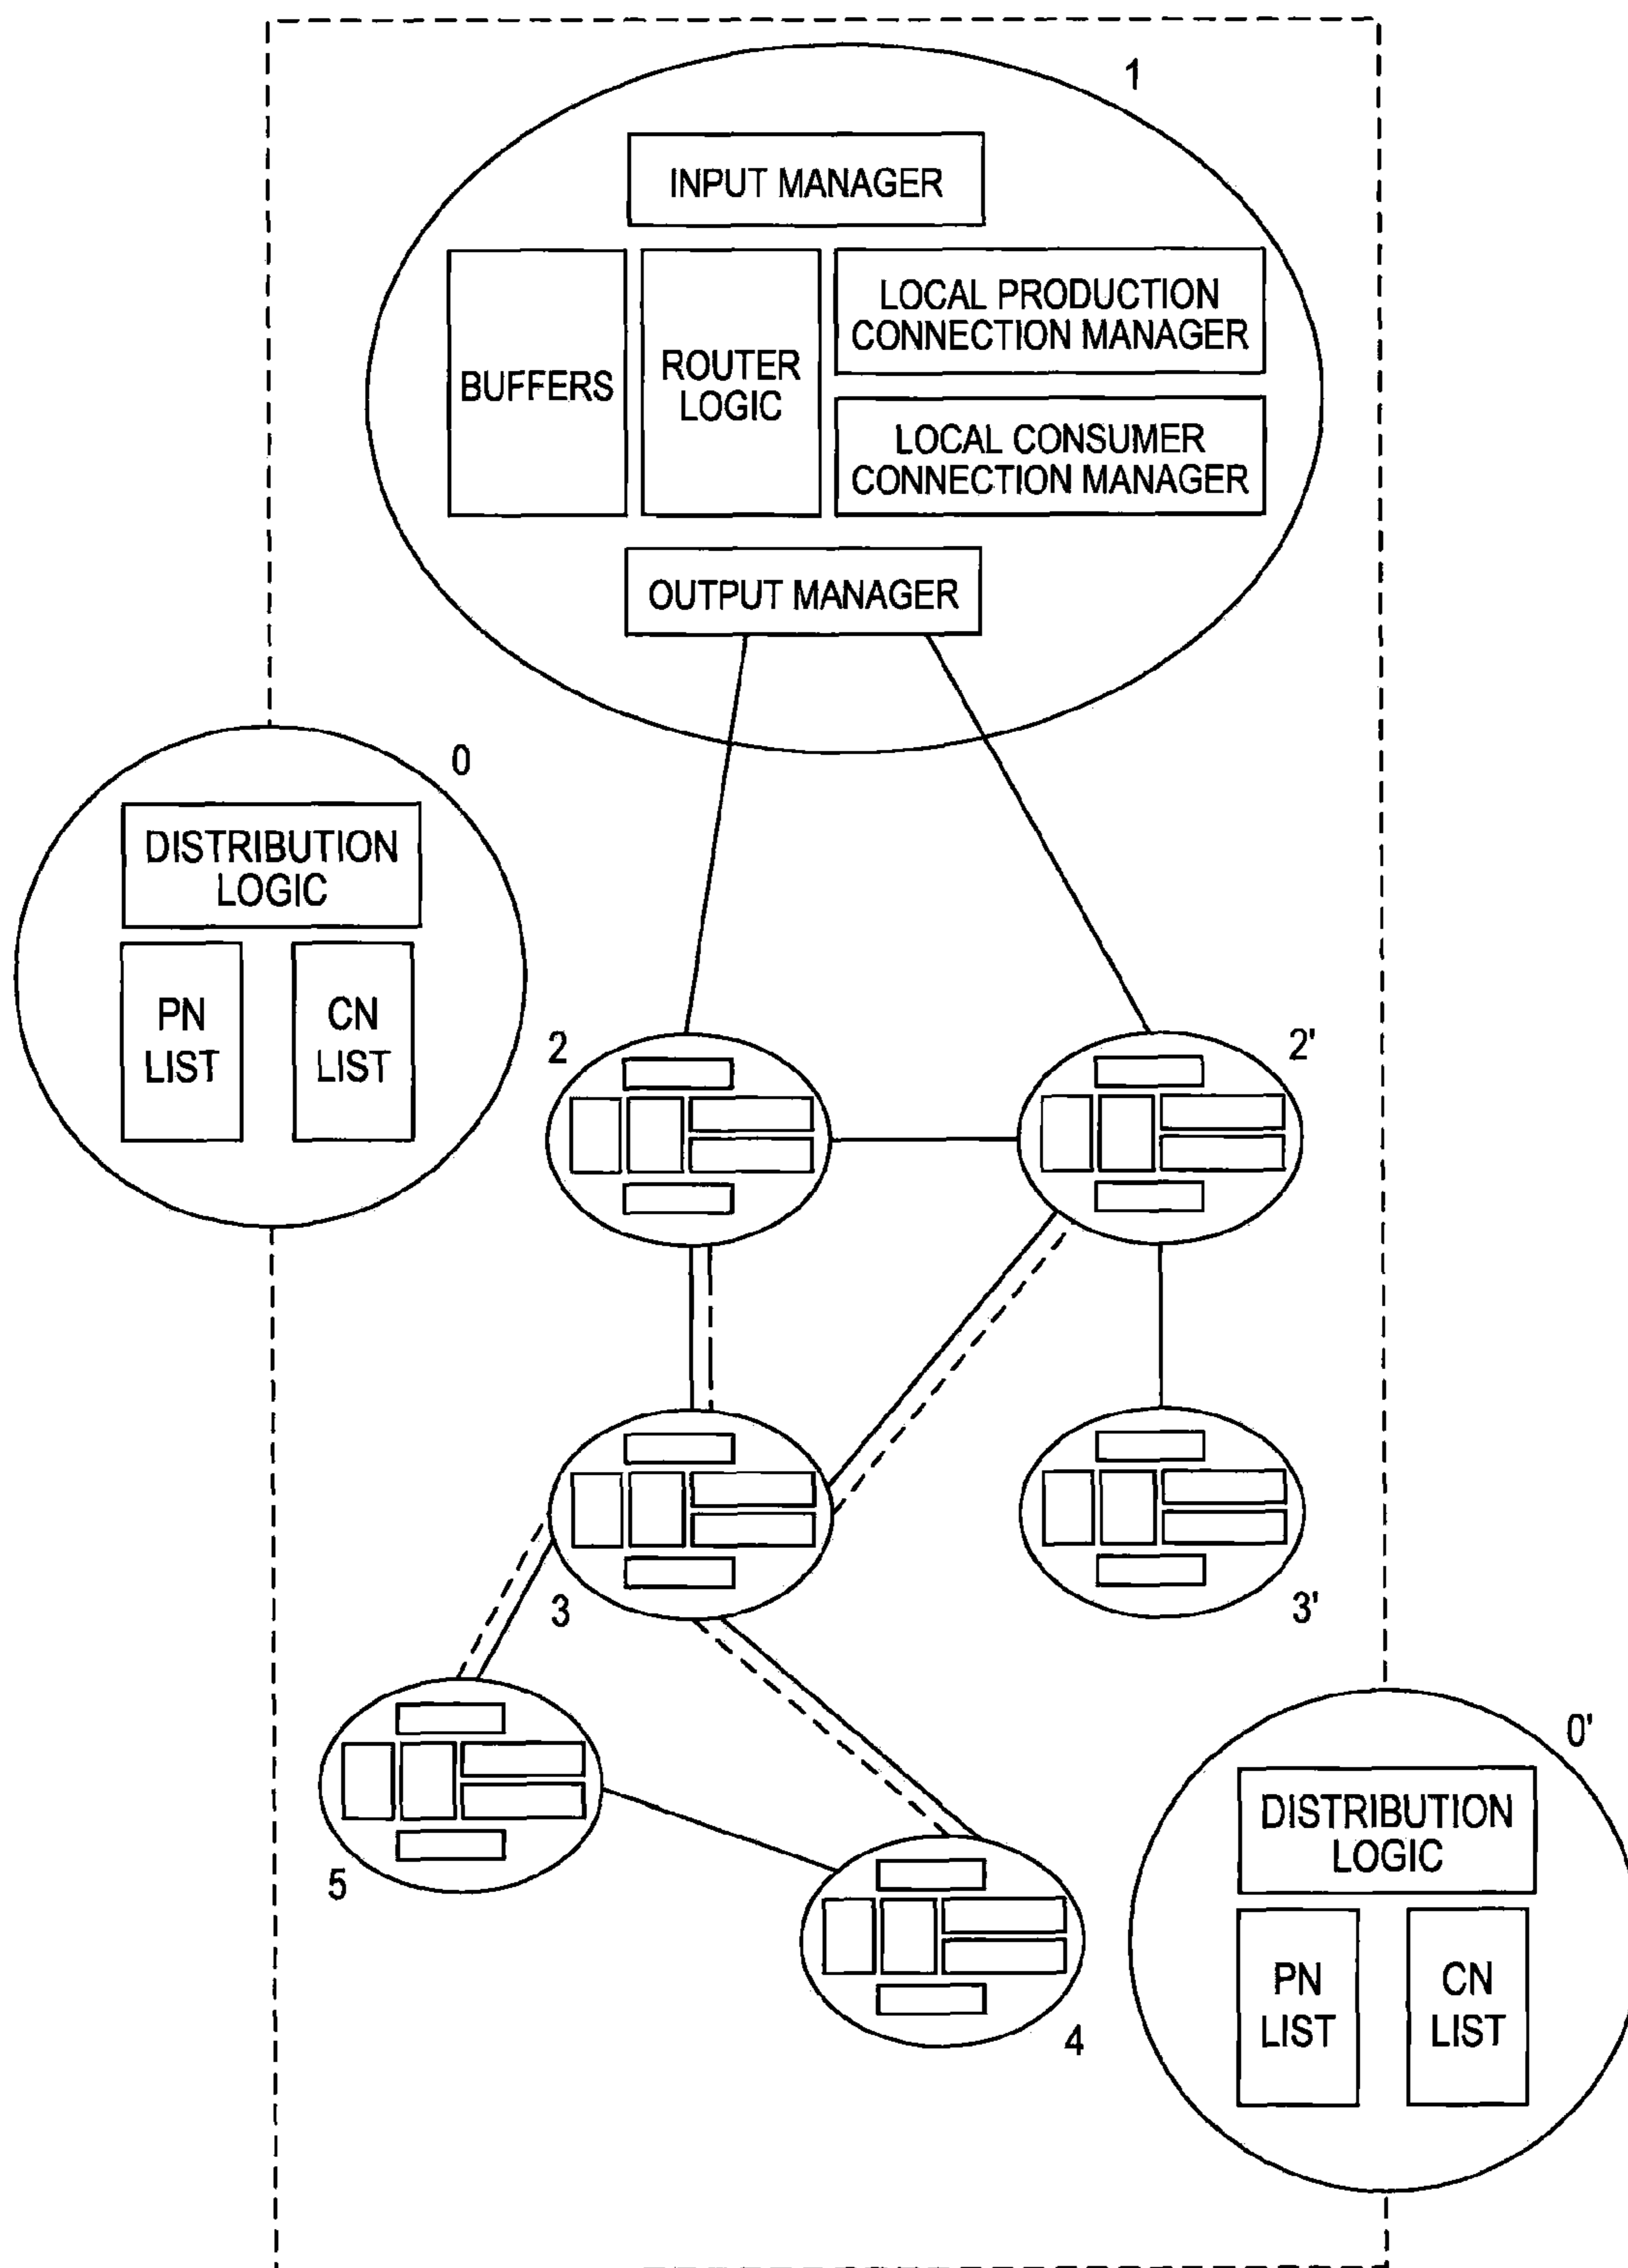 1
INPUT MANAGER
BUFFERS
ROUTER
LOGIC
LOCAL PRODUCTION
CONNECTION MANAGER
LOCAL CONSUMER
CONNECTION MANAGER
OUTPUT MANAGER
0
DISTRIBUTION
LOGIC
PN
LIST
CN
LIST
2
2'
3
3'
5
4
0'
DISTRIBUTION
LOGIC
PN
LIST
CN
LIST